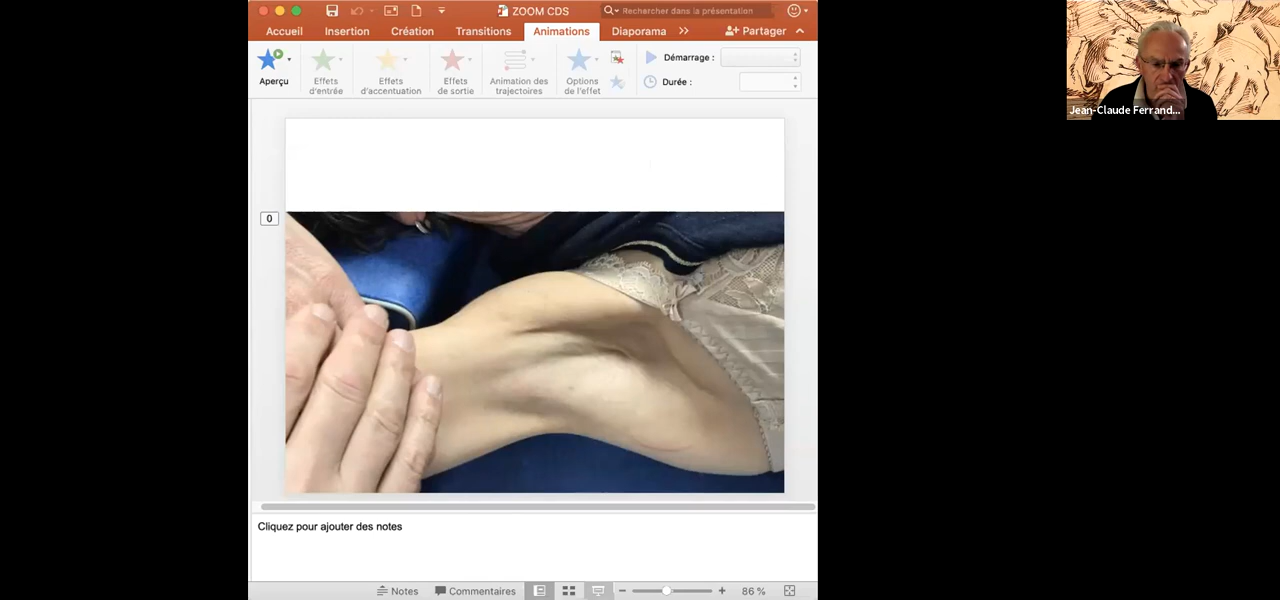 ZOOM CDS
Rechercher dans la présentation
Accueil
Insertion
Création
Transitions
Animations
Diaporama
Partager
Aperçu
Effets
d'entrée
Effets
d'accentuation
Effets
de sortie
Animation des
trajectoires
Options
de l'effet
Démarrage :
Durée :
Jean-Claude Ferrand...
0
Cliquez pour ajouter des notes
Notes
Commentaires
86 %